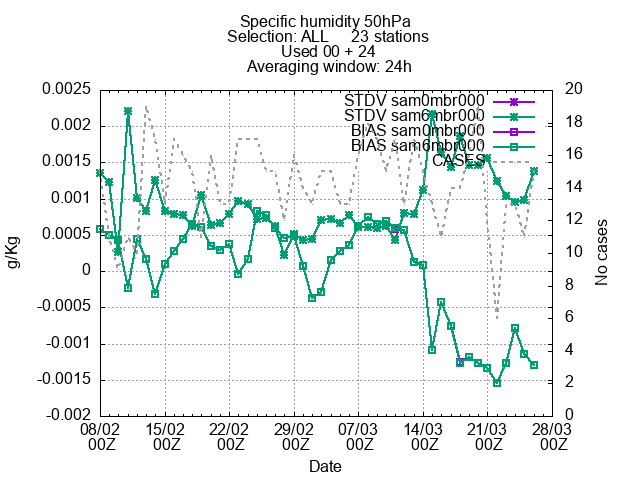 Specific humidity 50hPa
Selection: ALL     23 stations
Used 00 + 24
Averaging window: 24h
STDV sam0mbr000
STDV sam6mbr000
BIAS sam0mbr000
BIAS sam6mbr000
CASES
0.0025
0.002
0.0015
0.001
0.0005
0
-0.0005
-0.001
-0.0015
-0.002
g/Kg
20
18
16
14
12
10
8
6
4
2
0
No cases
08/02 15/02 22/02 29/02 07/03 14/03 21/03 28/03
00Z 00Z 00Z 00Z 00Z 00Z 00Z 00Z
Date